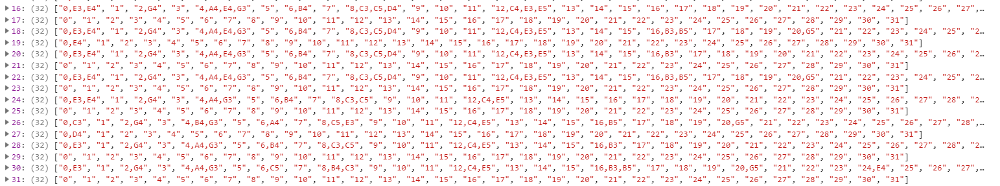 16: (32) ["0,E3,E4", "1", "2,G4", "3", "4,A4,E4,G3", "5", "6,B4", "7", "8,C3,C5,D4", "9", "10", "11", "12,C4,E3,E5", "13", "14", "15", "16", "17", "18", "19", "20", "21", "22", "23", "24", "25", "26", "27",…
17: (32) ["0", "1", "2", "3", "4", "5", "6", "7", "8", "9", "10", "11", "12", "13", "14", "15", "16", "17", "18", "19", "20", "21", "22", "23", "24", "25", "26", "27", "28", "29", "30", "31"]
18: (32) ["0,E3,E4", "1", "2,G4", "3", "4,A4,E4,G3", "5", "6,B4", "7", "8,C3,C5,D4", "9", "10", "11", "12,C4,E3,E5", "13", "14", "15", "16,B3,B5", "17", "18", "19", "20,G5", "21", "22", "23", "24", "25", "2…
19: (32) ["0,E4", "1", "2", "3", "4", "5", "6", "7", "8", "9", "10", "11", "12", "13", "14", "15", "16", "17", "18", "19", "20", "21", "22", "23", "24", "25", "26", "27", "28", "29", "30", "31"]
20: (32) ["0,E3,E4", "1", "2,G4", "3", "4,A4,E4,G3", "5", "6,B4", "7", "8,C3,C5,D4", "9", "10", "11", "12,C4,E3,E5", "13", "14", "15", "16,B3", "17", "18", "19", "20", "21", "22", "23", "24", "25", "26", "2…
21: (32) ["0", "1", "2", "3", "4", "5", "6", "7", "8", "9", "10", "11", "12", "13", "14", "15", "16", "17", "18", "19", "20", "21", "22", "23", "24", "25", "26", "27", "28", "29", "30", "31"]
22: (32) ["0,E3,E4", "1", "2,G4", "3", "4,A4,E4,G3", "5", "6,B4", "7", "8,C3,C5,D4", "9", "10", "11", "12,C4,E3,E5", "13", "14", "15", "16,B3,B5", "17", "18", "19", "20,G5", "21", "22", "23", "24", "25", "2…
23: (32) ["0", "1", "2", "3", "4", "5", "6", "7", "8", "9", "10", "11", "12", "13", "14", "15", "16", "17", "18", "19", "20", "21", "22", "23", "24", "25", "26", "27", "28", "29", "30", "31"]
24: (32) ["0,E3,E4", "1", "2,G4", "3", "4,A4,G3", "5", "6,B4", "7", "8,C3,C5", "9", "10", "11", "12,C4,E5", "13", "14", "15", "16", "17", "18", "19", "20", "21", "22", "23", "24", "25", "26", "27", "28", "2…
25: (32) ["0", "1", "2", "3", "4", "5", "6", "7", "8", "9", "10", "11", "12", "13", "14", "15", "16", "17", "18", "19", "20", "21", "22", "23", "24", "25", "26", "27", "28", "29", "30", "31"]
26: (32) ["0,C3", "1", "2,G4", "3", "4,B4,G3", "5", "6,A4", "7", "8,C5,E3", "9", "10", "11", "12,C4,E5", "13", "14", "15", "16,B5", "17", "18", "19", "20,G5", "21", "22", "23", "24", "25", "26", "27", "28",…
27: (32) ["0,D4", "1", "2", "3", "4", "5", "6", "7", "8", "9", "10", "11", "12", "13", "14", "15", "16", "17", "18", "19", "20", "21", "22", "23", "24", "25", "26", "27", "28", "29", "30", "31"]
28: (32) ["0,E3", "1", "2,G4", "3", "4,A4,G3", "5", "6,B4", "7", "8,C3,C5", "9", "10", "11", "12,C4,E5", "13", "14", "15", "16,B3", "17", "18", "19", "20", "21", "22", "23", "24", "25", "26", "27", "28", "2…
29: (32) ["0", "1", "2", "3", "4", "5", "6", "7", "8", "9", "10", "11", "12", "13", "14", "15", "16", "17", "18", "19", "20", "21", "22", "23", "24", "25", "26", "27", "28", "29", "30", "31"]
30: (32) ["0,E3", "1", "2,G4", "3", "4,A4,G3", "5", "6,C5", "7", "8,B4,C3", "9", "10", "11", "12,C4,E5", "13", "14", "15", "16,B3,B5", "17", "18", "19", "20,G5", "21", "22", "23", "24,E4", "25", "26", "27",…
31: (32) ["0", "1", "2", "3", "4", "5", "6", "7", "8", "9", "10", "11", "12", "13", "14", "15", "16", "17", "18", "19", "20", "21", "22", "23", "24", "25", "26", "27", "28", "29", "30", "31"]